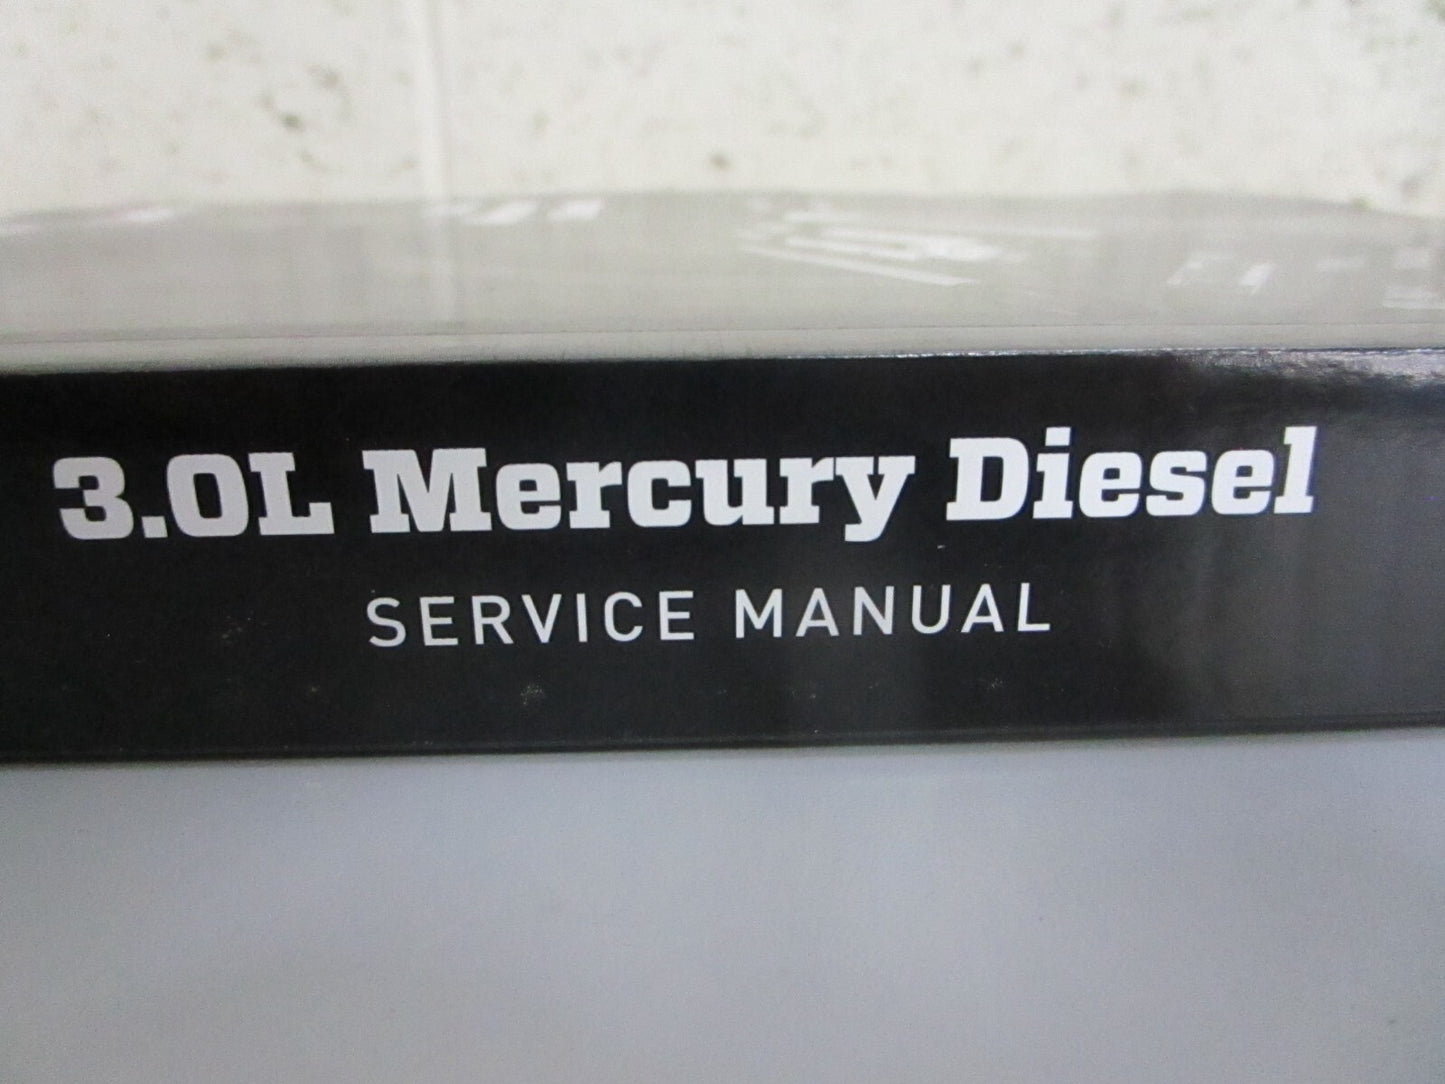 3.0L Mercury Diesel
SERVICE MANUAL